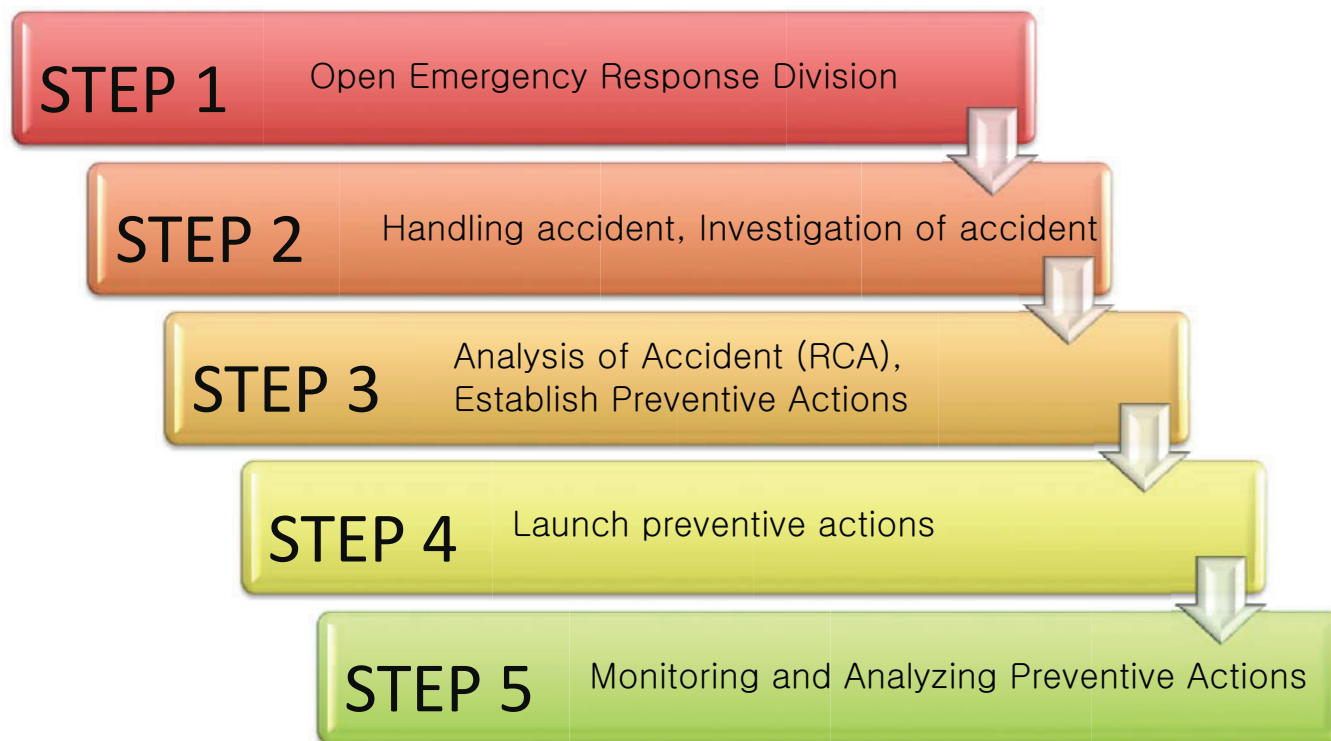 STEP 1 Open Emergency Response Division
STEP 2 Handling accident, Investigation of accident
STEP 3 Analysis of Accident (RCA),
Establish Preventive Actions
STEP 4 Launch preventive actions
STEP 5 Monitoring and Analyzing Preventive Actions